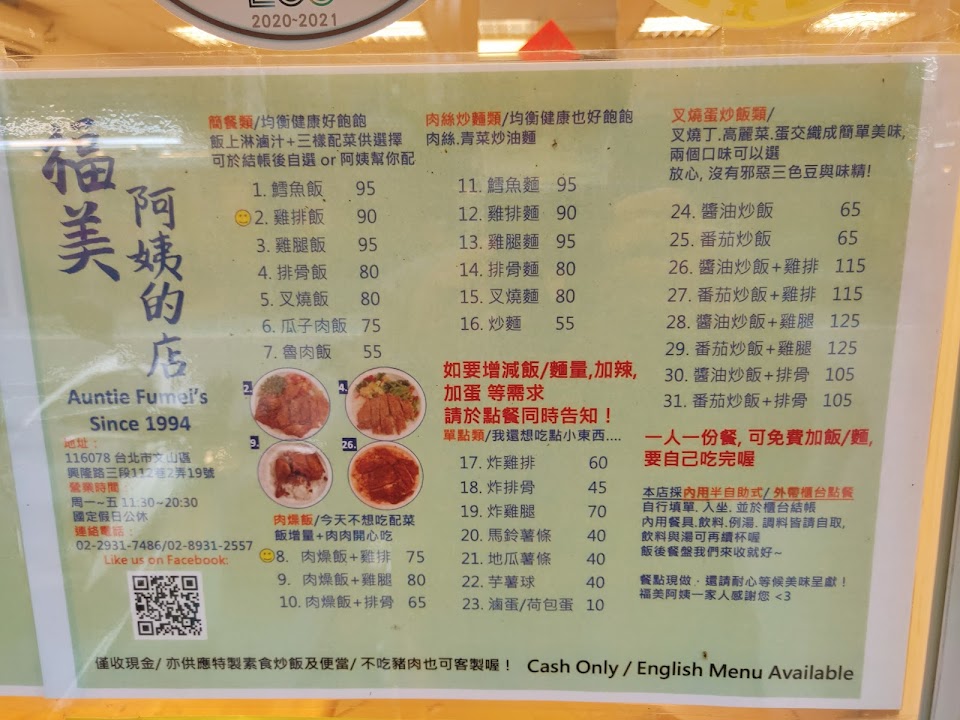 2020-2021
福美
阿姨的店
Auntie Fumei's
Since 1994
地址：
116078 台北市文山區
興隆路三段112巷2弄19號
營業時間：
周一~五 11:30~20:30
國定假日公休
連絡電話：
02-2931-7486/02-8931-2557
Like us on Facebook:
簡餐類/均衡健康好飽飽
飯上淋滷汁+三樣配菜供選擇
可於結帳後自選 or 阿姨幫你配
1. 鱈魚飯 95
2. 雞排飯 90
3. 雞腿飯 95
4. 排骨飯 80
5. 叉燒飯 80
6. 瓜子肉飯 75
7. 魯肉飯 55
2.
4.
9.
26.
肉燥飯/今天不想吃配菜
飯增量+肉肉開心吃
8. 肉燥飯+雞排 75
9. 肉燥飯+雞腿 80
10. 肉燥飯+排骨 65
肉絲炒麵類/均衡健康也好飽飽
肉絲.青菜炒油麵
11. 鱈魚麵 95
12. 雞排麵 90
13. 雞腿麵 95
14. 排骨麵 80
15. 叉燒麵 80
16. 炒麵 55
如要增減飯/麵量,加辣,
加蛋 等需求
請於點餐同時告知！
單點類/我還想吃點小東西....
17. 炸雞排 60
18. 炸排骨 45
19. 炸雞腿 70
20. 馬鈴薯條 40
21. 地瓜薯條 40
22. 芋薯球 40
23. 滷蛋/荷包蛋 10
叉燒蛋炒飯類/
叉燒丁.高麗菜.蛋交織成簡單美味,
兩個口味可以選
放心, 沒有邪惡三色豆與味精!
24. 醬油炒飯 65
25. 番茄炒飯 65
26. 醬油炒飯+雞排 115
27. 番茄炒飯+雞排 115
28. 醬油炒飯+雞腿 125
29. 番茄炒飯+雞腿 125
30. 醬油炒飯+排骨 105
31. 番茄炒飯+排骨 105
一人一份餐, 可免費加飯/麵,
要自己吃完喔
本店採內用半自助式/ 外帶櫃台點餐
自行填單. 入坐. 並於櫃台結帳
內用餐具.飲料.例湯. 調料皆請自取,
飲料與湯可再續杯喔
飯後餐盤我們來收就好~
餐點現做‧還請耐心等候美味呈獻！
福美阿姨一家人感謝您 <3
僅收現金/ 亦供應特製素食炒飯及便當/ 不吃豬肉也可客製喔！ Cash Only / English Menu Available